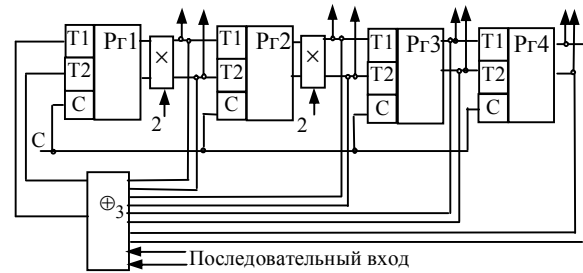 T1 Рг1 × T1 Рг2 × T1 Рг3 T1 Рг4
T2 T2 T2 T2
C C C C
2 2
C
⊕3
Последовательный вход